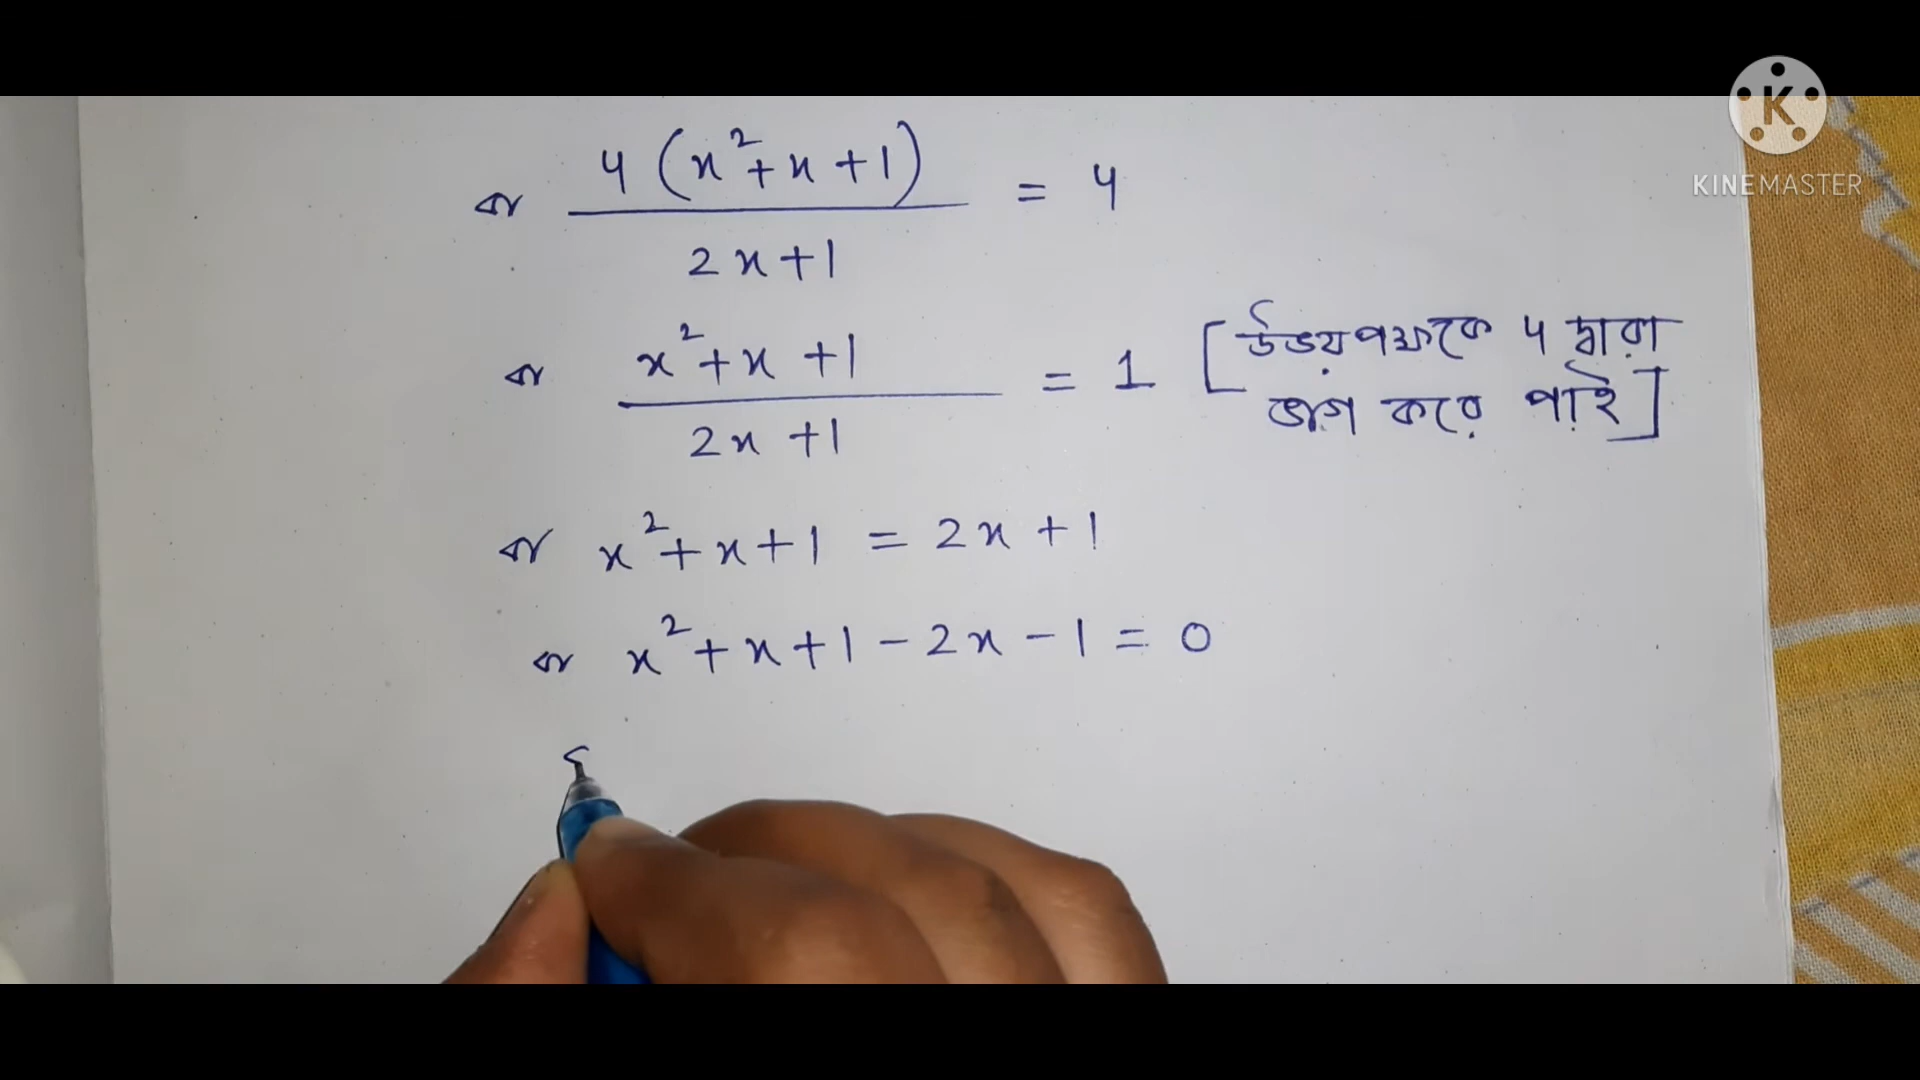 KINEMASTER
বা 4 (x² + x + 1) / 2x + 1 = 4
বা x² + x + 1 / 2x + 1 = 1 [উভয়পক্ষকে 4 দ্বারা
ভাগ করে পাই]
বা x² + x + 1 = 2x + 1
বা x² + x + 1 - 2x - 1 = 0